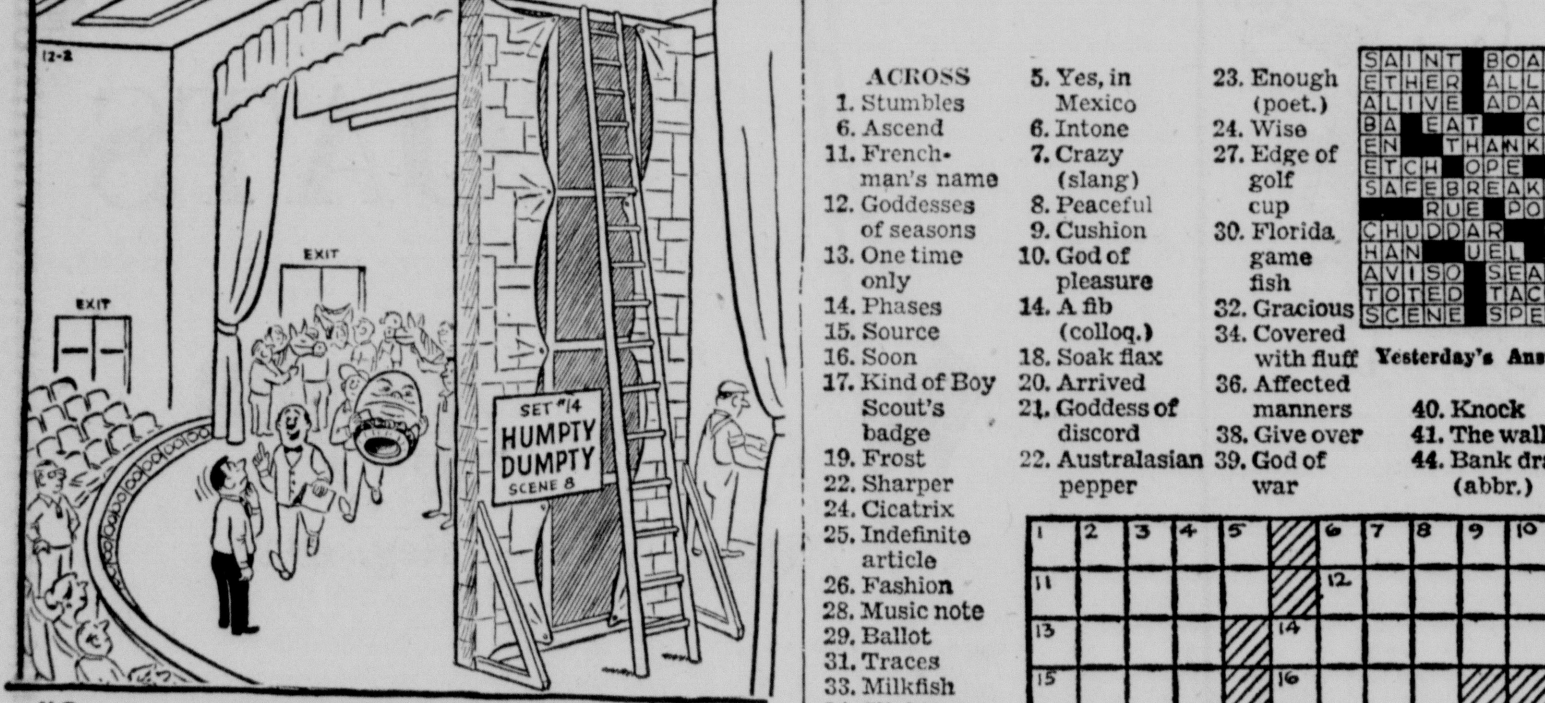 12-2
EXIT
EXIT
SET #14
HUMPTY
DUMPTY
SCENE 8
ACROSS
1. Stumbles
6. Ascend
11. French-
man's name
12. Goddesses
of seasons
13. One time
only
14. Phases
15. Source
16. Soon
17. Kind of Boy
Scout's
badge
19. Frost
22. Sharper
24. Cicatrix
25. Indefinite
article
26. Fashion
28. Music note
29. Ballot
31. Traces
33. Milkfish
5. Yes, in
Mexico
6. Intone
7. Crazy
(slang)
8. Peaceful
9. Cushion
10. God of
pleasure
14. A fib
(colloq.)
18. Soak flax
20. Arrived
21. Goddess of
discord
22. Australasian
pepper
23. Enough
(poet.)
24. Wise
27. Edge of
golf
cup
30. Florida
game
fish
32. Gracious
34. Covered
with fluff
36. Affected
manners
38. Give over
39. God of
war
SAINT BOA
ETHER ALL
ALIVE ADA
BA EAT C
EN THANK
ETCH OPE
SAFEBREAK
RUE PO
CHUDDAR
HAN UEL
AVISO SEA
TOTED TAC
SCENE SPE
Yesterday's Ans
40. Knock
41. The wall
44. Bank dra
(abbr.)
1 2 3 4 5 6 7 8 9 10
11 12
13 14
15 16